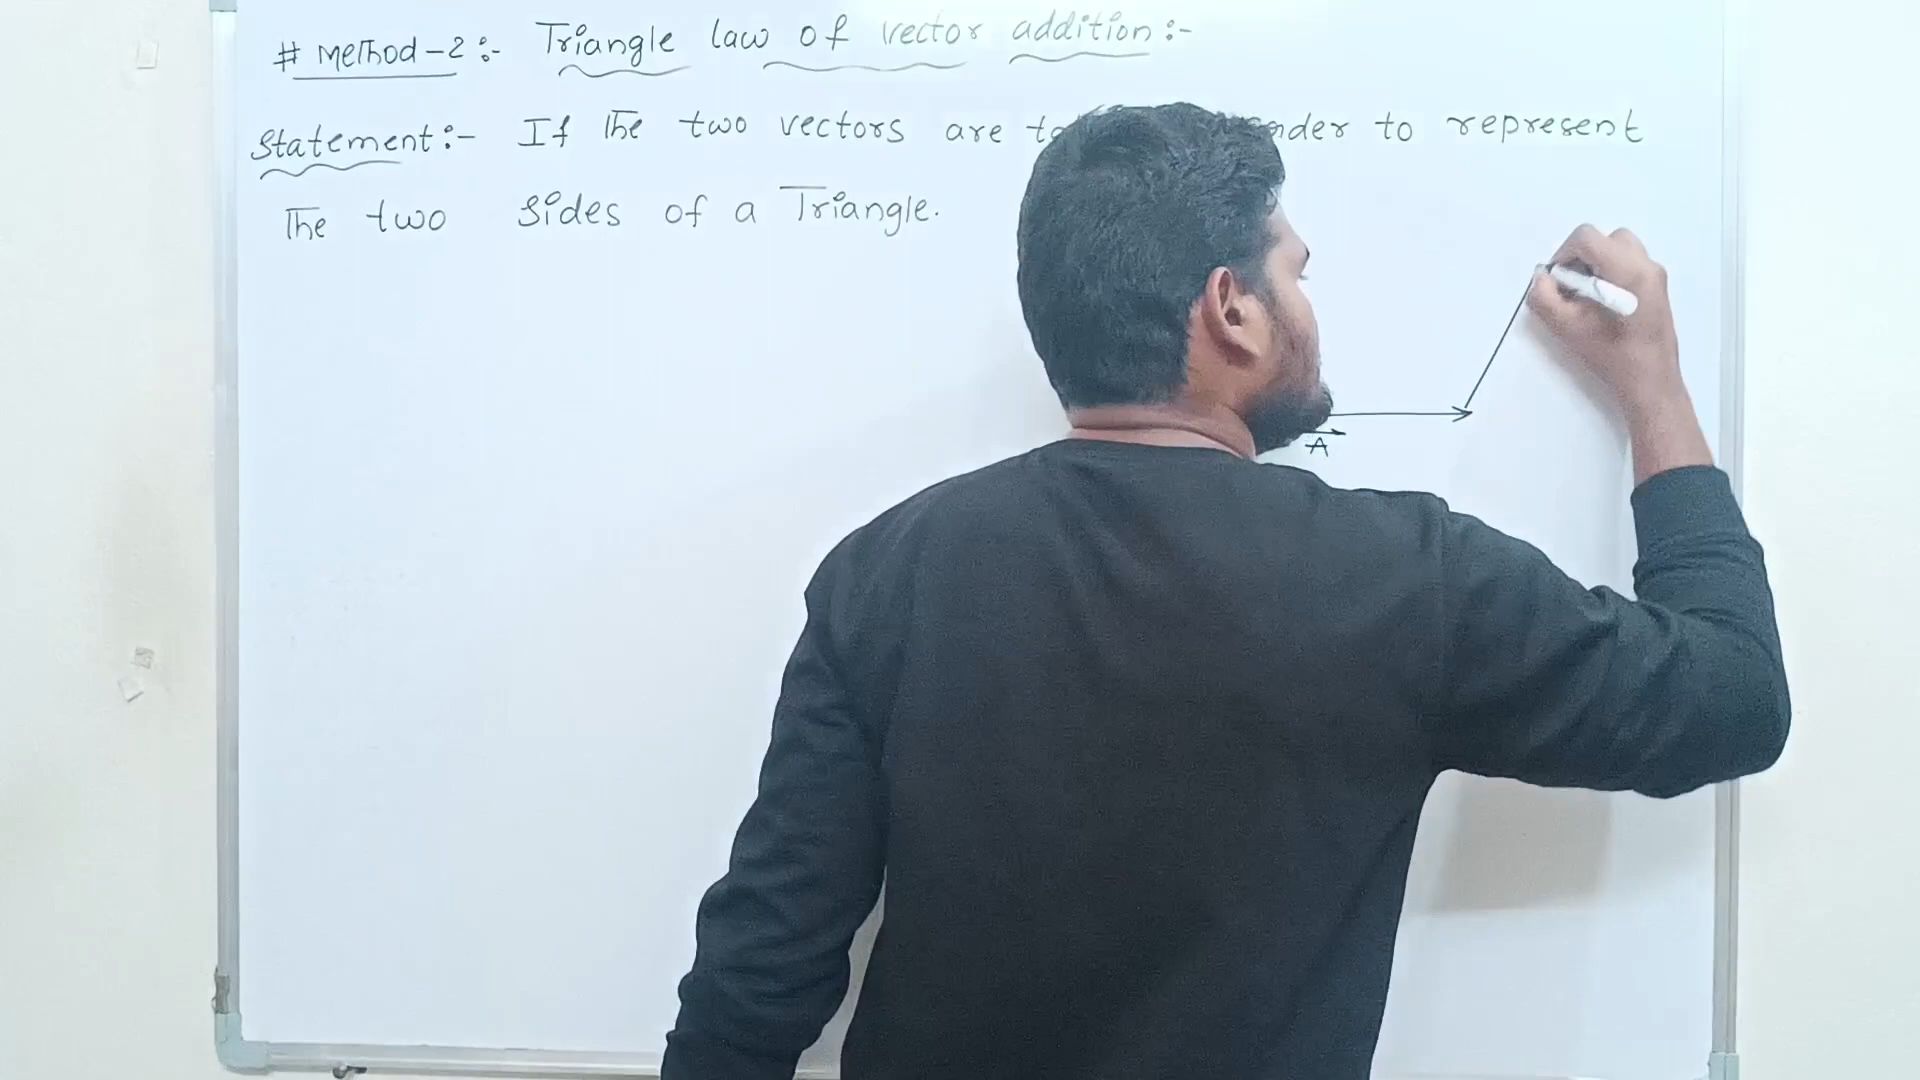 # Method-2:- Triangle law of vector addition:-
Statement:- If the two vectors are to order to represent
The two sides of a Triangle.
A